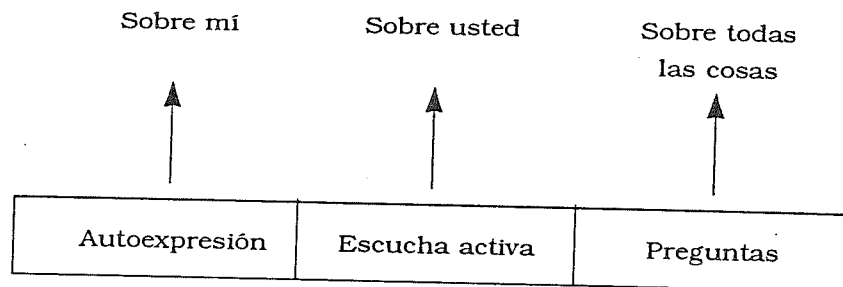 Sobre mí
Sobre usted
Sobre todas
las cosas
Autoexpresión
Escucha activa
Preguntas